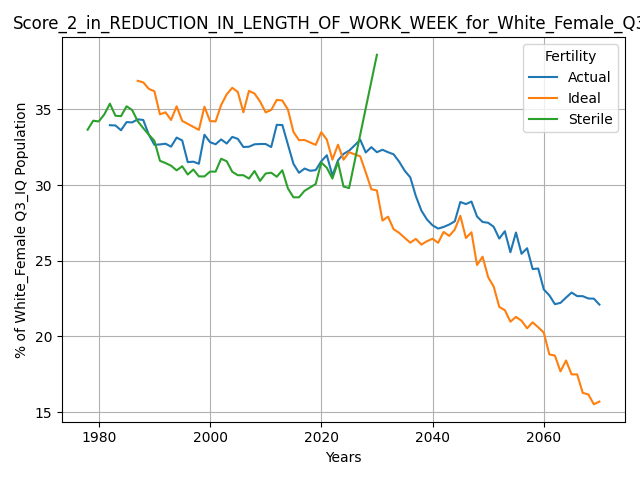 Score_2_in_REDUCTION_IN_LENGTH_OF_WORK_WEEK_for_White_Female_Q3
Fertility
Actual
Ideal
Sterile
% of White_Female Q3_IQ Population
35
30
25
20
15
1980 2000 2020 2040 2060
Years